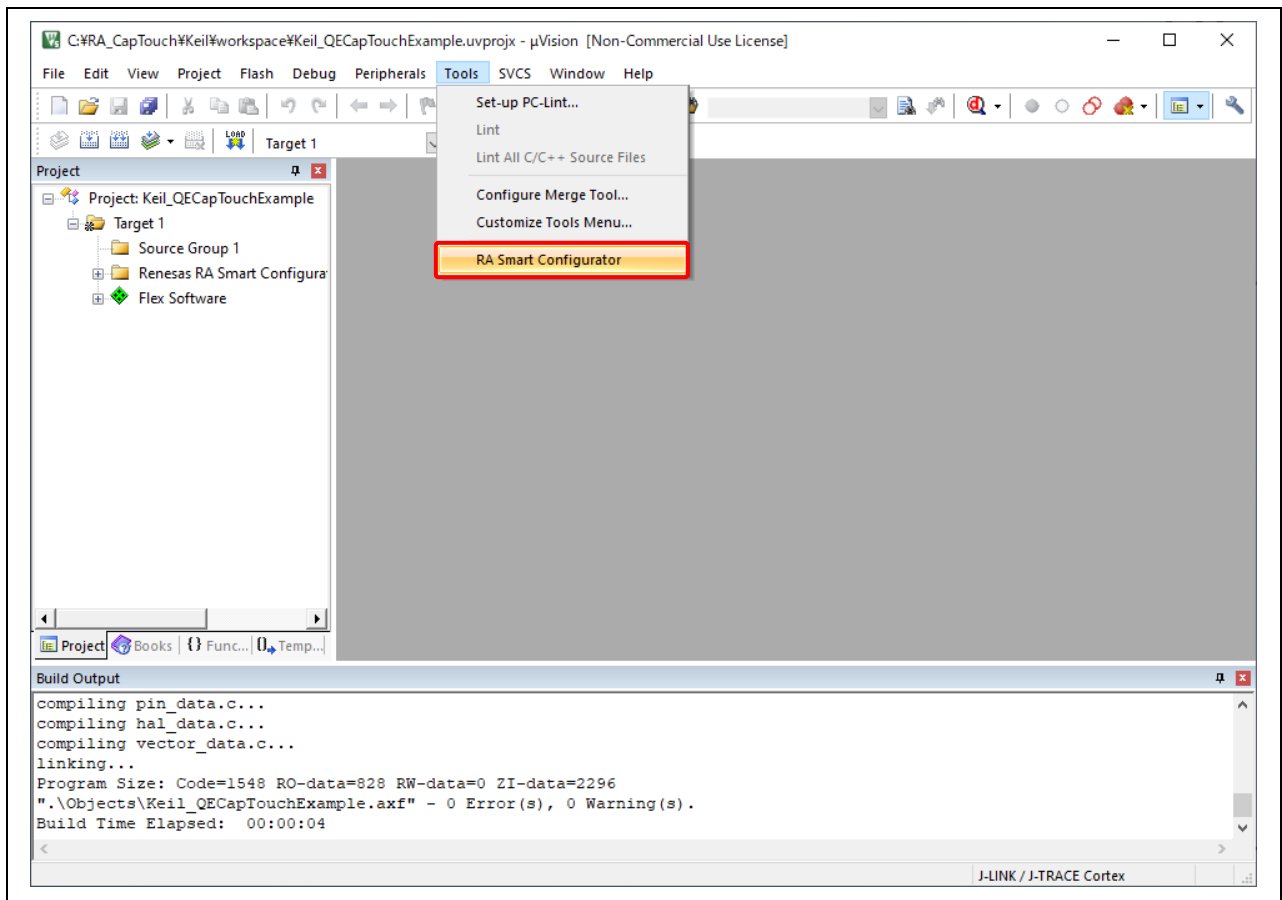 C:¥RA_CapTouch¥Keil¥workspace¥Keil_QECapTouchExample.uvprojx - µVision [Non-Commercial Use License]
File Edit View Project Flash Debug Peripherals Tools SVCS Window Help
LOAD
Target 1
Set-up PC-Lint...
Lint
Lint All C/C++ Source Files
Configure Merge Tool...
Customize Tools Menu...
RA Smart Configurator
Project
Project: Keil_QECapTouchExample
Target 1
Source Group 1
Renesas RA Smart Configura
Flex Software
Project Books {} Func... Temp...
Build Output
compiling pin_data.c...
compiling hal_data.c...
compiling vector_data.c...
linking...
Program Size: Code=1548 RO-data=828 RW-data=0 ZI-data=2296
".\Objects\Keil_QECapTouchExample.axf" - 0 Error(s), 0 Warning(s).
Build Time Elapsed:  00:00:04
J-LINK / J-TRACE Cortex